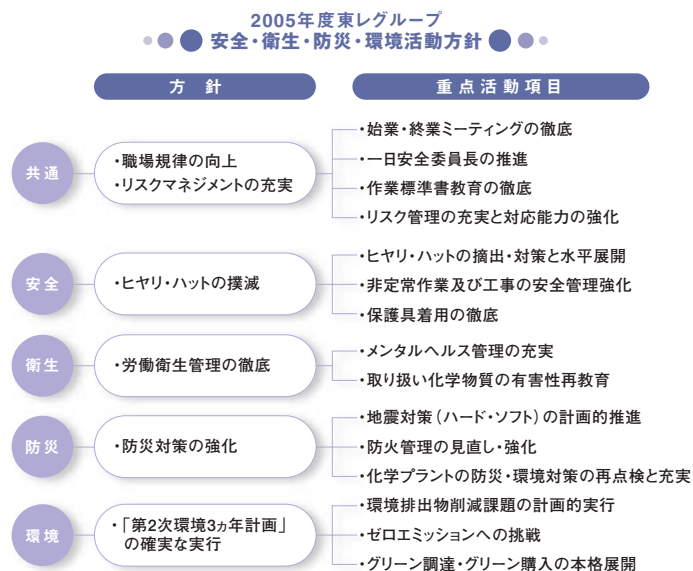 2005年度東レグループ
安全・衛生・防災・環境活動方針
方針
重点活動項目
共通
・職場規律の向上
・リスクマネジメントの充実
・始業・終業ミーティングの徹底
・一日安全委員長の推進
・作業標準書教育の徹底
・リスク管理の充実と対応能力の強化
安全
・ヒヤリ・ハットの撲滅
・ヒヤリ・ハットの摘出・対策と水平展開
・非定常作業及び工事の安全管理強化
・保護具着用の徹底
衛生
・労働衛生管理の徹底
・メンタルヘルス管理の充実
・取り扱い化学物質の有害性再教育
防災
・防災対策の強化
・地震対策（ハード・ソフト）の計画的推進
・防火管理の見直し・強化
・化学プラントの防災・環境対策の再点検と充実
環境
・「第2次環境3ヵ年計画」
の確実な実行
・環境排出物削減課題の計画的実行
・ゼロエミッションへの挑戦
・グリーン調達・グリーン購入の本格展開